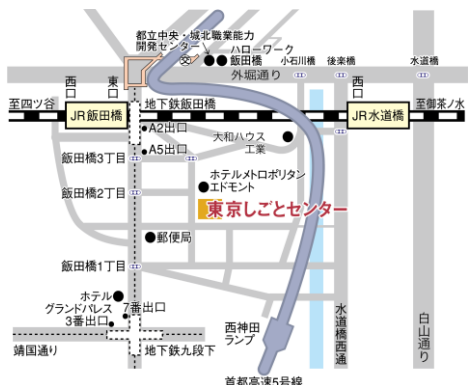 都立中央・城北職業能力
開発センター
ハローワーク
飯田橋
小石川橋
後楽橋
水道橋
外堀通り
西口
東口
西口
至四ツ谷
地下鉄飯田橋
至御茶ノ水
JR飯田橋
JR水道橋
A2出口
大和ハウス
工業
A5出口
飯田橋3丁目
ホテルメトロポリタン
エドモント
飯田橋2丁目
東京しごとセンター
郵便局
飯田橋1丁目
ホテル
グランドパレス
7番出口
3番出口
西神田
ランプ
水道橋西通
白山通り
靖国通り
地下鉄九段下
首都高速5号線